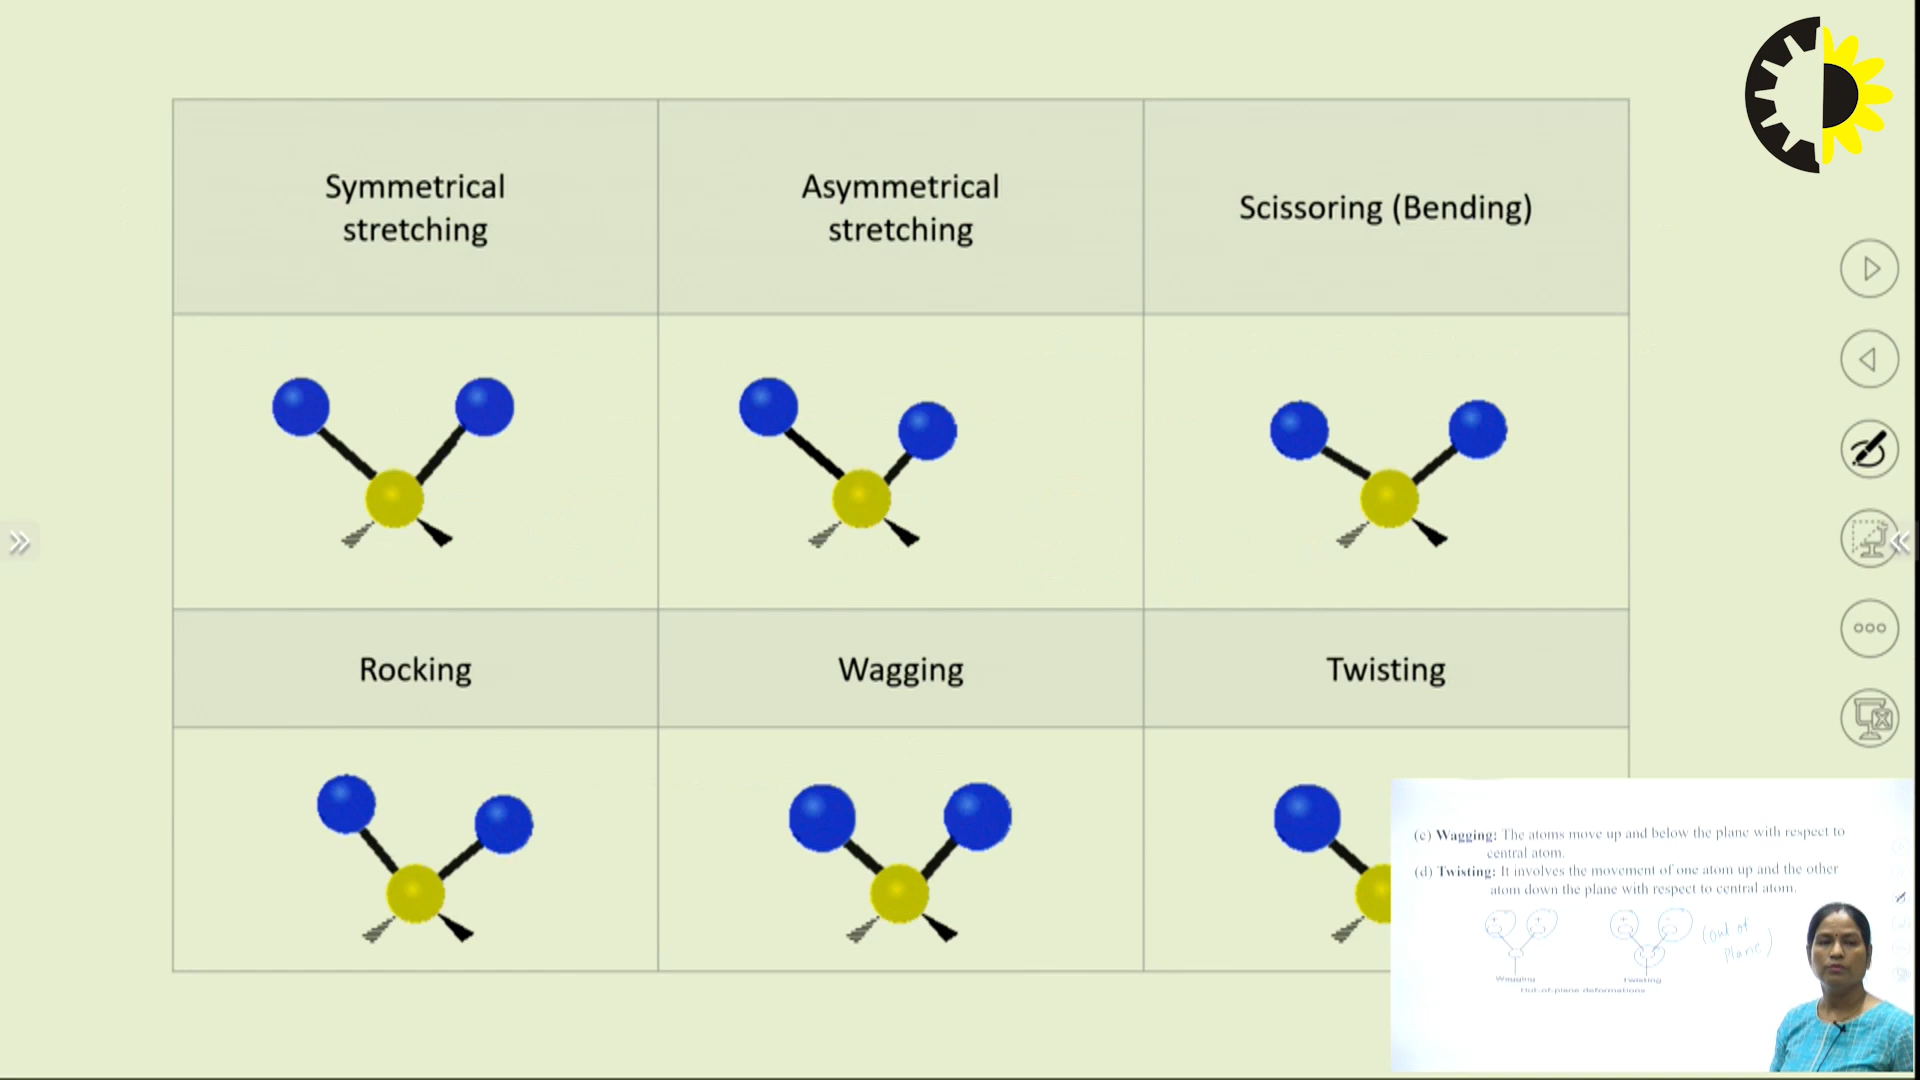 Symmetrical
stretching
Asymmetrical
stretching
Scissoring (Bending)
Rocking
Wagging
Twisting
(c) Wagging: The atoms move up and below the plane with respect to
central atom.
(d) Twisting: It involves the movement of one atom up and the other
atom down the plane with respect to central atom.
(out of
plane)
Wagging
Twisting
Out-of-plane deformations